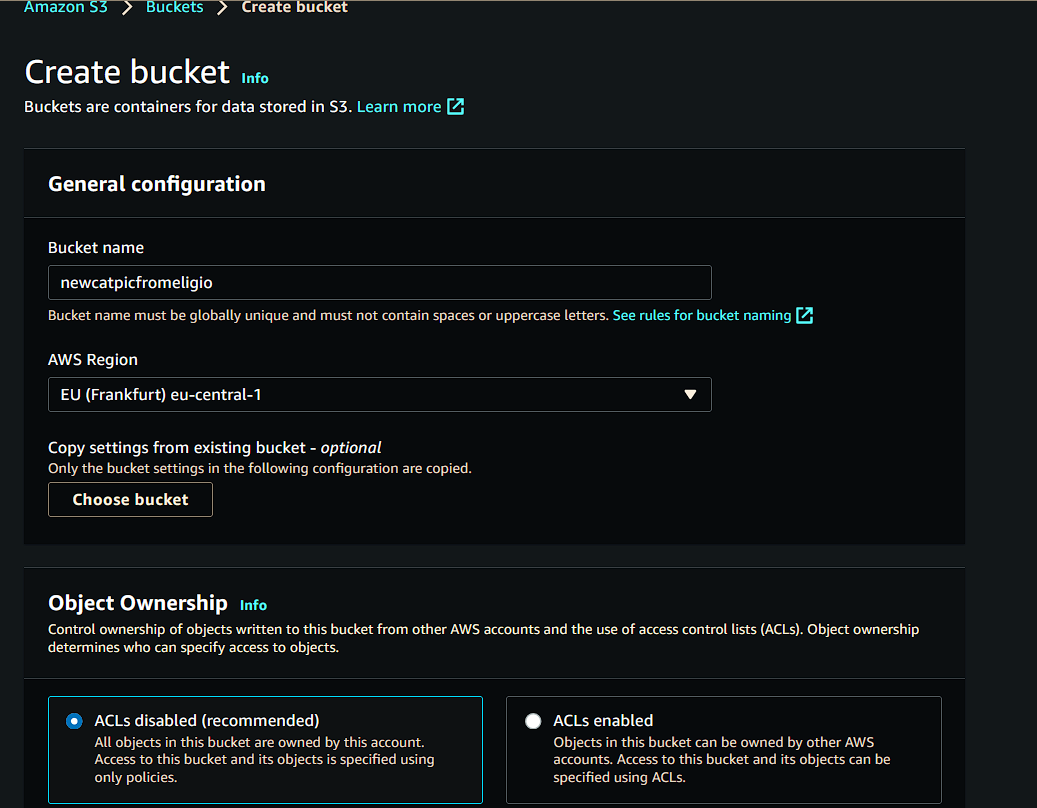 Amazon S3 > Buckets > Create bucket
Create bucket Info
Buckets are containers for data stored in S3. Learn more
General configuration
Bucket name
newcatpicfromeligio
Bucket name must be globally unique and must not contain spaces or uppercase letters. See rules for bucket naming
AWS Region
EU (Frankfurt) eu-central-1
Copy settings from existing bucket - optional
Only the bucket settings in the following configuration are copied.
Choose bucket
Object Ownership Info
Control ownership of objects written to this bucket from other AWS accounts and the use of access control lists (ACLs). Object ownership
determines who can specify access to objects.
ACLs disabled (recommended)
All objects in this bucket are owned by this account.
Access to this bucket and its objects is specified using
only policies.
ACLs enabled
Objects in this bucket can be owned by other AWS
accounts. Access to this bucket and its objects can be
specified using ACLs.